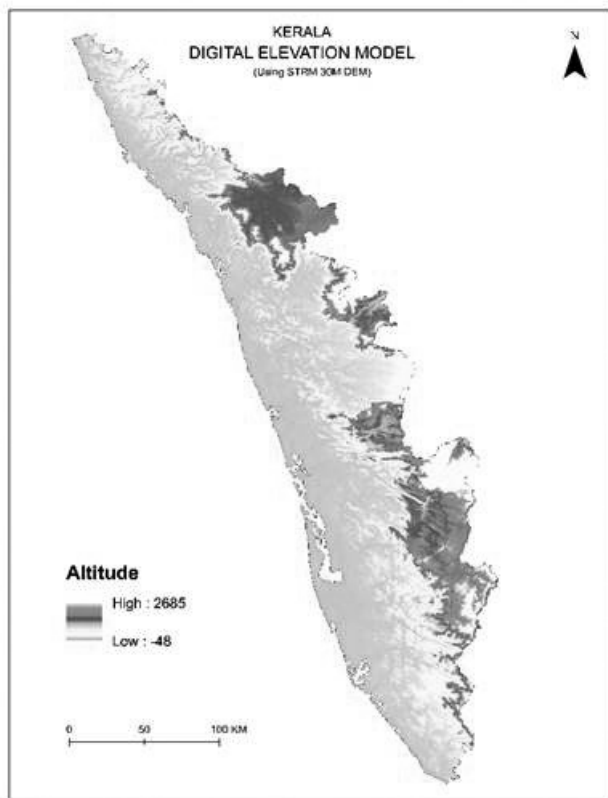 KERALA
DIGITAL ELEVATION MODEL
(Using STRM 30M DEM)
N
Altitude
High : 2685
Low : -48
0 50 100 KM